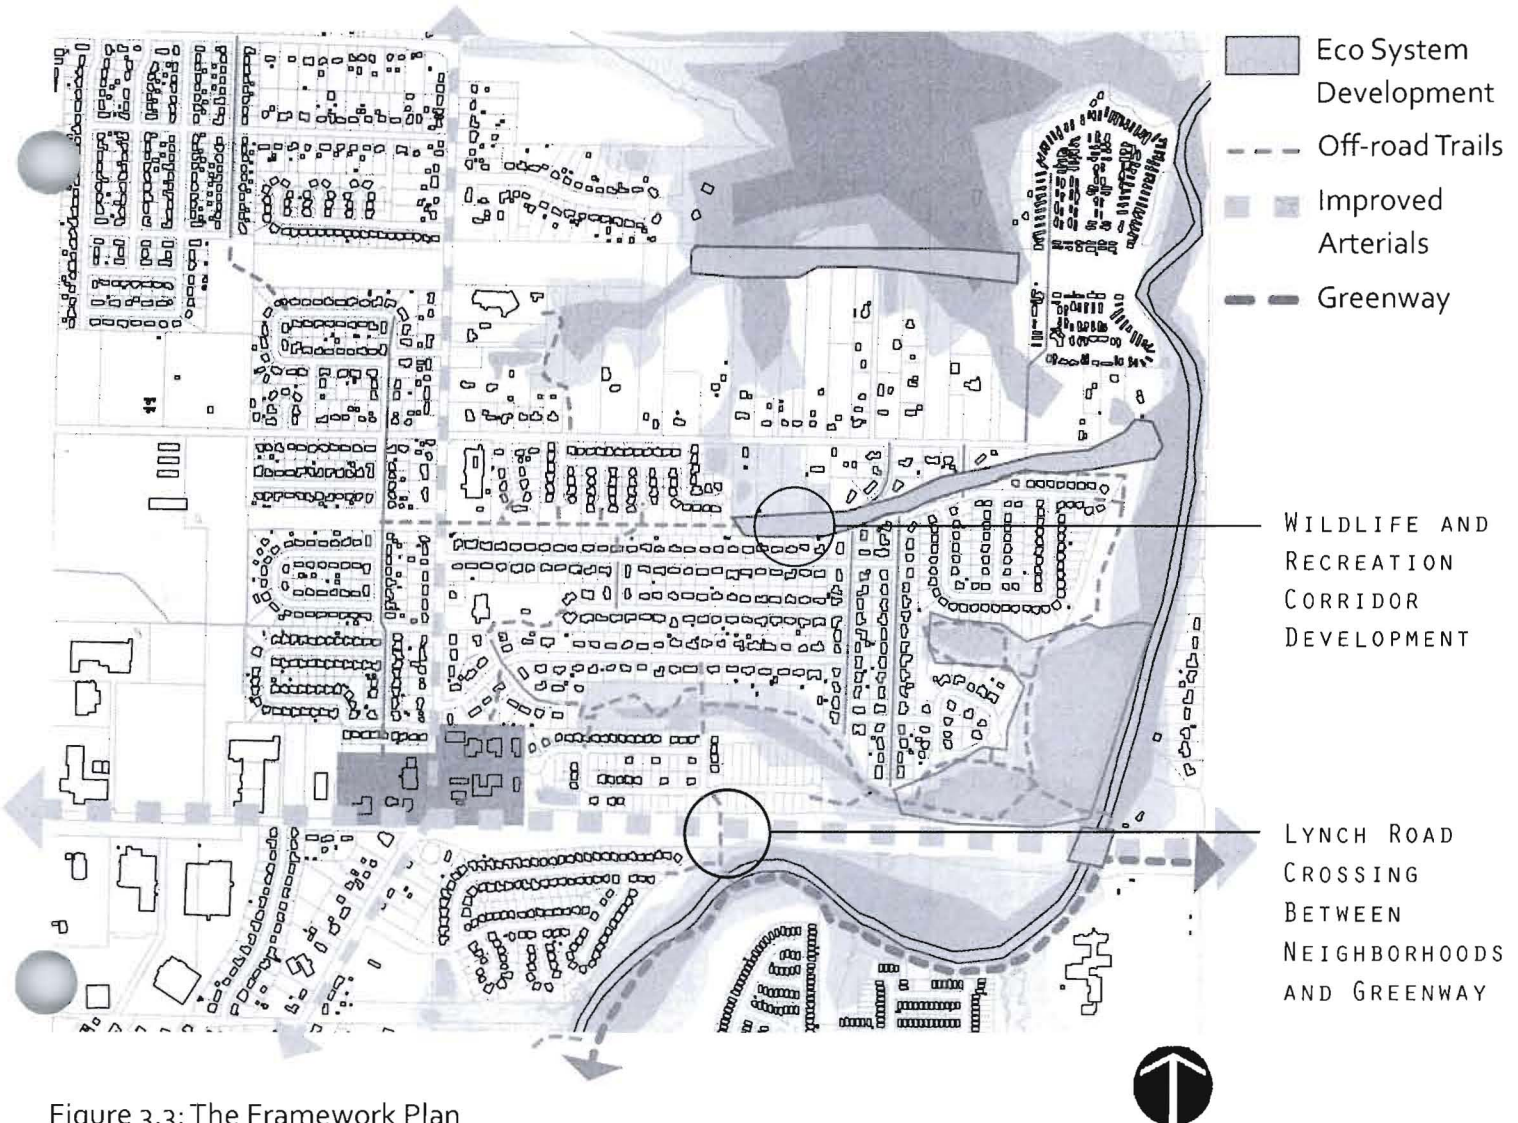 Eco System
Development
Off-road Trails
Improved
Arterials
Greenway
WILDLIFE AND
RECREATION
CORRIDOR
DEVELOPMENT
LYNCH ROAD
CROSSING
BETWEEN
NEIGHBORHOODS
AND GREENWAY
Figure 3.3: The Framework Plan